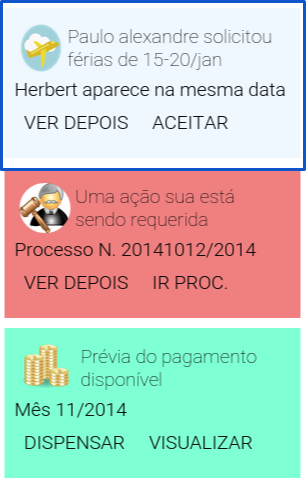 Paulo alexandre solicitou
férias de 15-20/jan
Herbert aparece na mesma data
VER DEPOIS ACEITAR
Uma ação sua está
sendo requerida
Processo N. 20141012/2014
VER DEPOIS IR PROC.
Prévia do pagamento
disponível
Mês 11/2014
DISPENSAR VISUALIZAR